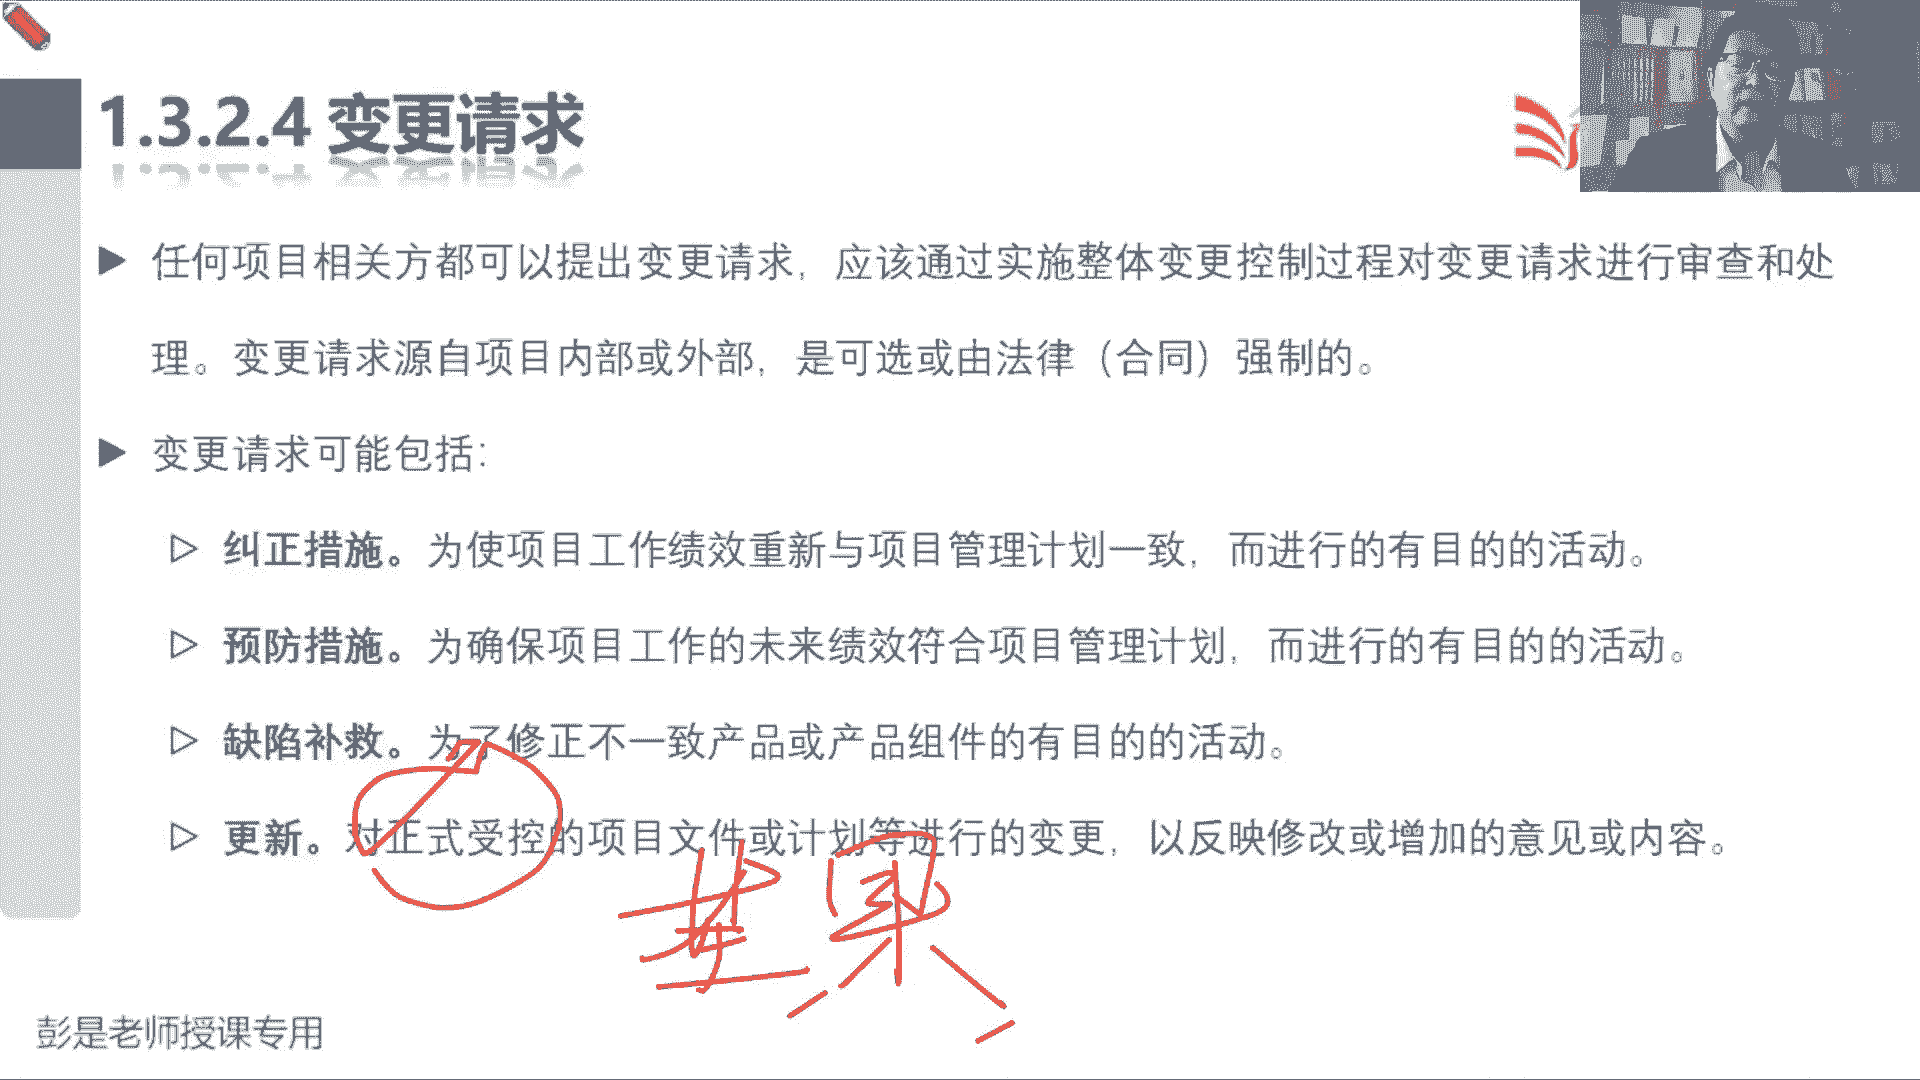 1.3.2.4 变更请求
任何项目相关方都可以提出变更请求，应该通过实施整体变更控制过程对变更请求进行审查和处
理。变更请求源自项目内部或外部，是可选或由法律（合同）强制的。
变更请求可能包括：
纠正措施。为使项目工作绩效重新与项目管理计划一致，而进行的有目的的活动。
预防措施。为确保项目工作的未来绩效符合项目管理计划，而进行的有目的的活动。
缺陷补救。为了修正不一致产品或产品组件的有目的的活动。
更新。对正式受控的项目文件或计划等进行的变更，以反映修改或增加的意见或内容。
彭是老师授课专用